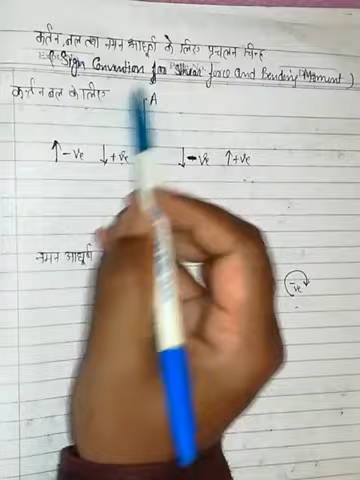 कर्तन बल तथा नमन आघूर्ण के लिए प्रचलन चिन्ह
Sign Convention for Shear force and Bending Moment )
कर्तन बल के लिए
A
↑ -ve ↓ +ve ↓ -ve ↑ +ve
नमन आघूर्ण
-ve